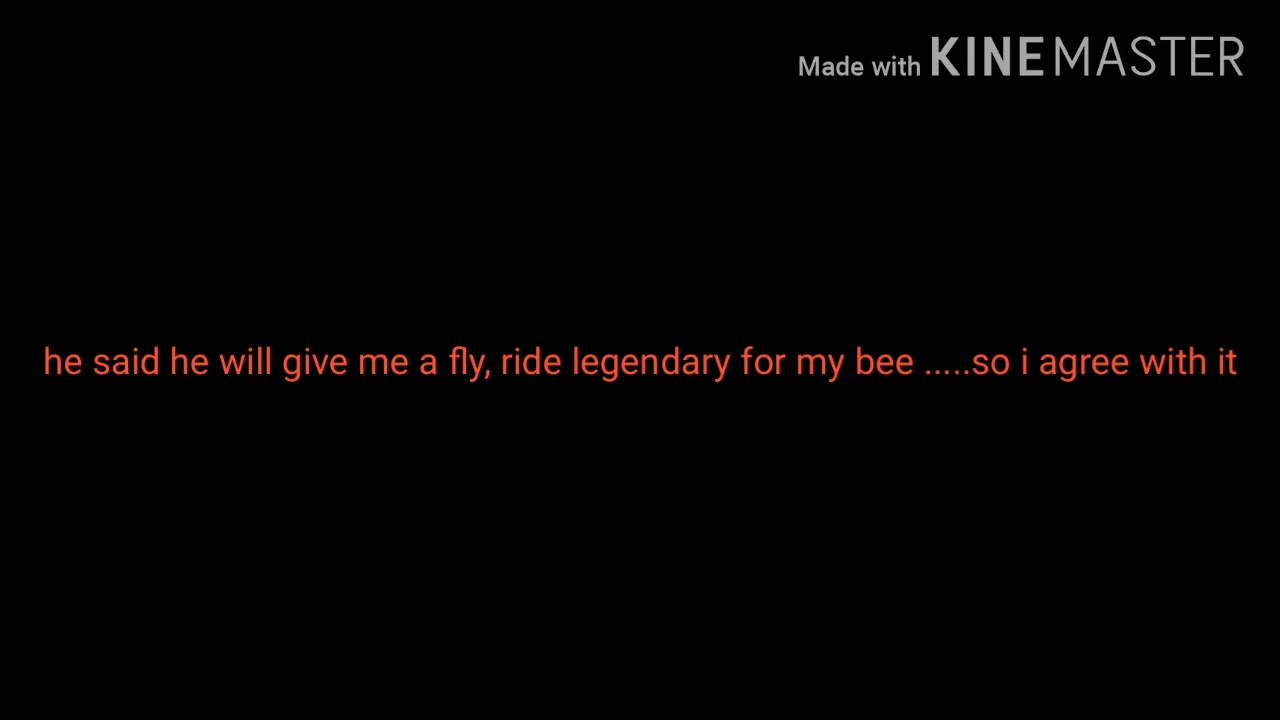 Made with KINEMASTER
he said he will give me a fly, ride legendary for my bee .....so i agree with it